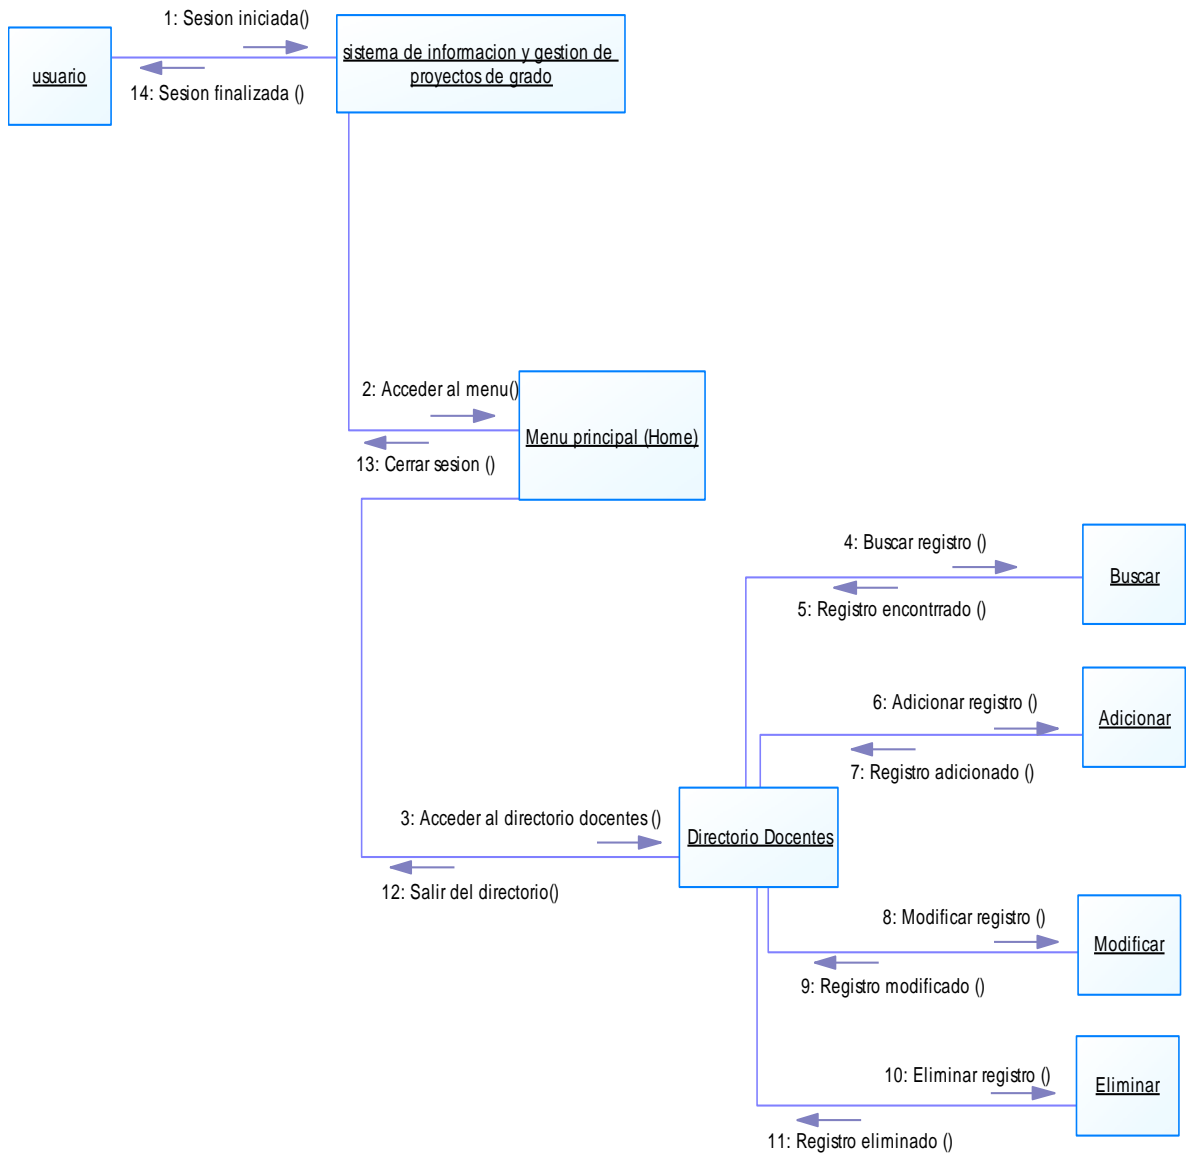 1: Sesion iniciada()
usuario
sistema de informacion y gestion de
proyectos de grado
14: Sesion finalizada ()
2: Acceder al menu()
Menu principal (Home)
13: Cerrar sesion ()
4: Buscar registro ()
Buscar
5: Registro encontrrado ()
6: Adicionar registro ()
Adicionar
7: Registro adicionado ()
3: Acceder al directorio docentes ()
Directorio Docentes
12: Salir del directorio()
8: Modificar registro ()
Modificar
9: Registro modificado ()
10: Eliminar registro ()
Eliminar
11: Registro eliminado ()